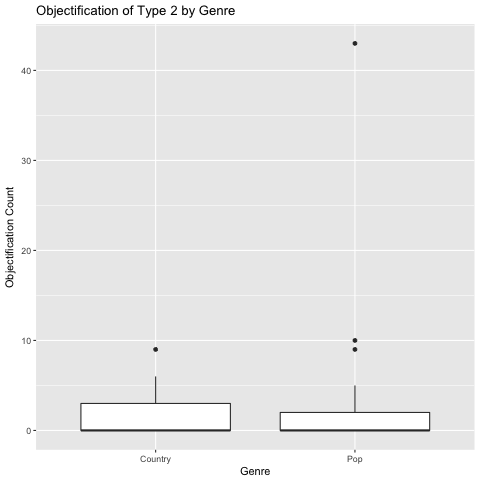 Objectification of Type 2 by Genre
Objectification Count
40
30
20
10
0
Country
Pop
Genre